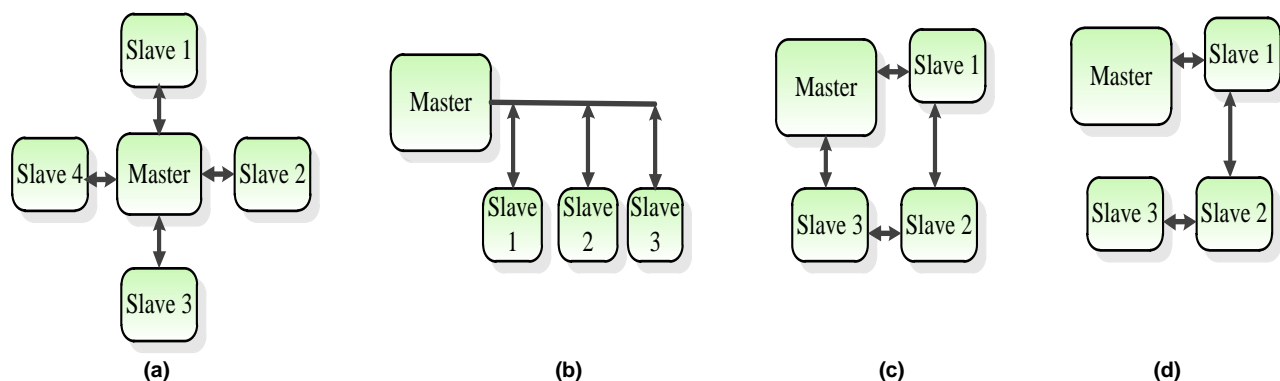 Slave 1
Slave 4
Master
Slave 2
Slave 3
(a)
Master
Slave
1
Slave
2
Slave
3
(b)
Master
Slave 1
Slave 3
Slave 2
(c)
Master
Slave 1
Slave 3
Slave 2
(d)